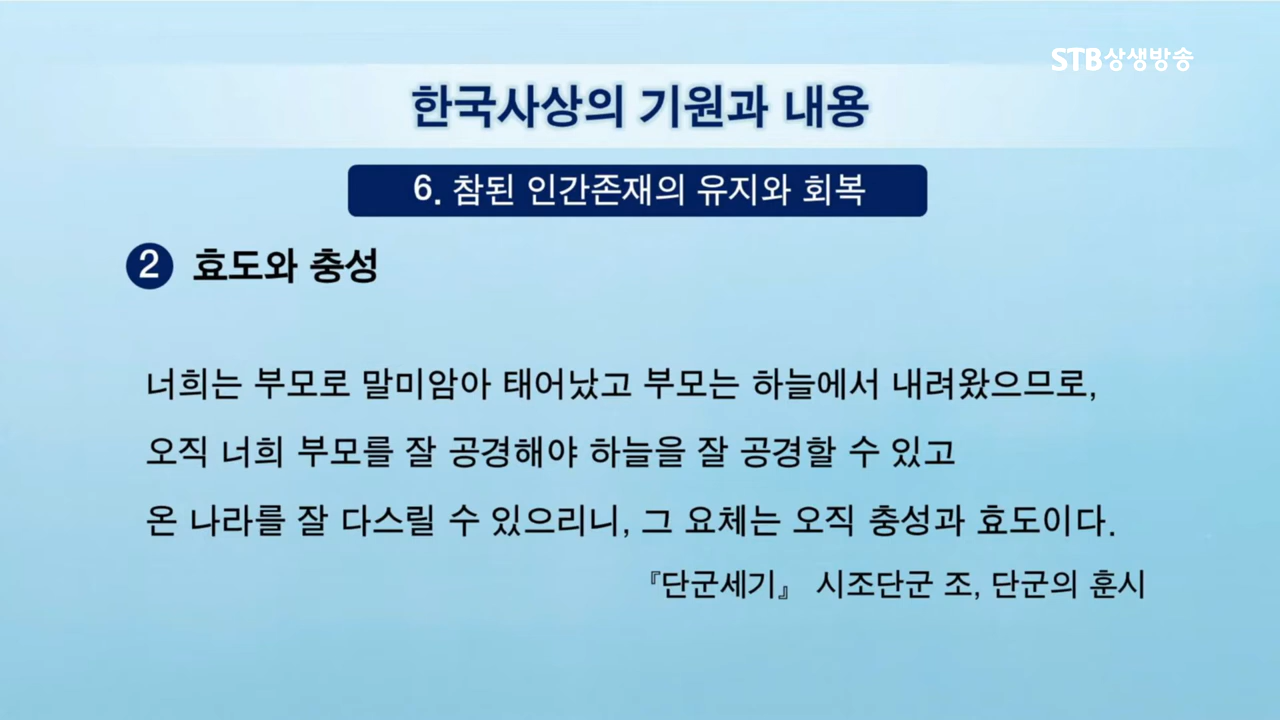 STB상생방송
한국사상의 기원과 내용
6. 참된 인간존재의 유지와 회복
2 효도와 충성
너희는 부모로 말미암아 태어났고 부모는 하늘에서 내려왔으므로,
오직 너희 부모를 잘 공경해야 하늘을 잘 공경할 수 있고
온 나라를 잘 다스릴 수 있으리니, 그 요체는 오직 충성과 효도이다.
『단군세기』 시조단군 조, 단군의 훈시